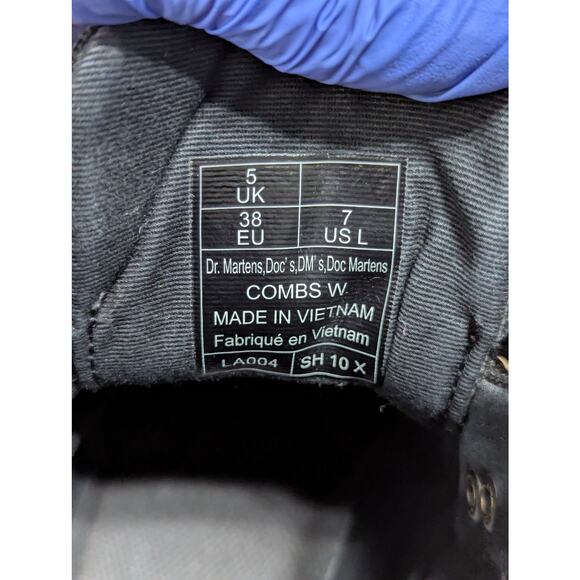 5
UK
38
EU
7
US L
Dr. Martens,Doc's,DM's,Doc Martens
COMBS W
MADE IN VIETNAM
Fabriqué en Vietnam
LA004
SH 10 X